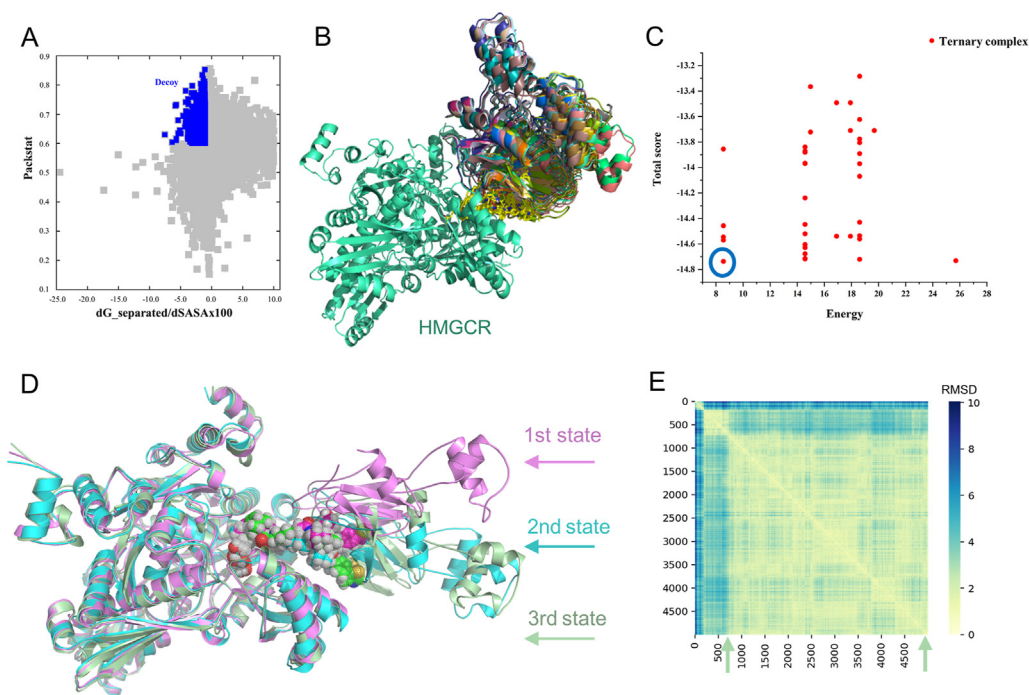 A
Packstat
0.9
0.8
0.7
0.6
0.5
0.4
0.3
0.2
0.1
Decoy
-25.0 -20.0 -15.0 -10.0 -5.0 0.0 5.0 10.0
dG_separated/dSASAx100
B
HMGCR
C
Ternary complex
Total score
-13.2
-13.4
-13.6
-13.8
-14
-14.2
-14.4
-14.6
-14.8
8 10 12 14 16 18 20 22 24 26 28
Energy
D
1st state
2nd state
3rd state
E
RMSD
0
500
1000
1500
2000
2500
3000
3500
4000
4500
0 500 1000 1500 2000 2500 3000 3500 4000 4500
10
8
6
4
2
0